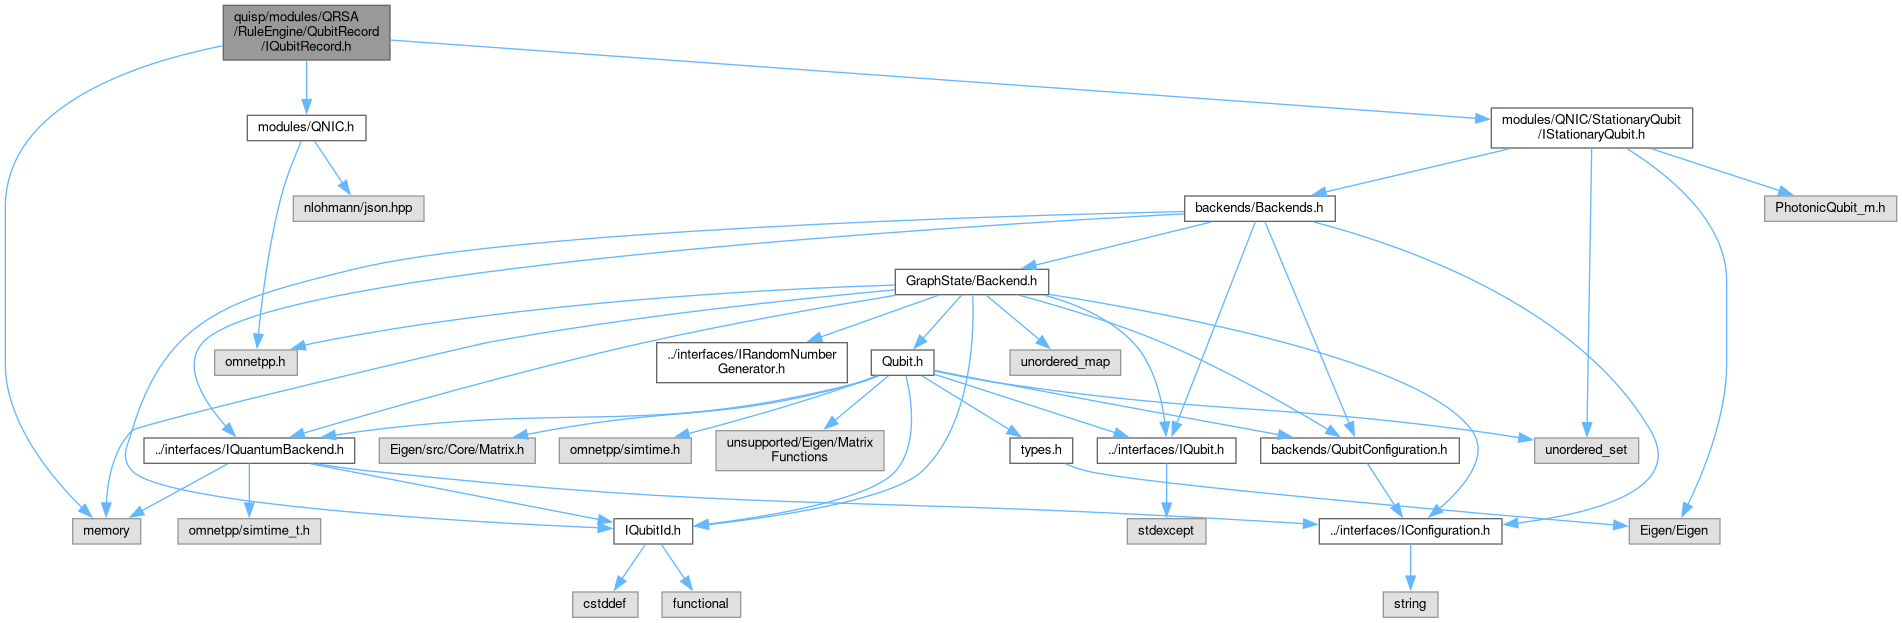 quisp/modules/QRSA
/RuleEngine/QubitRecord
/IQubitRecord.h
modules/QNIC.h
modules/QNIC/StationaryQubit
/IStationaryQubit.h
nlohmann/json.hpp
backends/Backends.h
PhotonicQubit_m.h
GraphState/Backend.h
omnetpp.h
../interfaces/IRandomNumber
Generator.h
Qubit.h
unordered_map
../interfaces/IQuantumBackend.h
Eigen/src/Core/Matrix.h
omnetpp/simtime.h
unsupported/Eigen/Matrix
Functions
types.h
../interfaces/IQubit.h
backends/QubitConfiguration.h
unordered_set
memory
omnetpp/simtime_t.h
IQubitId.h
stdexcept
../interfaces/IConfiguration.h
Eigen/Eigen
cstddef
functional
string